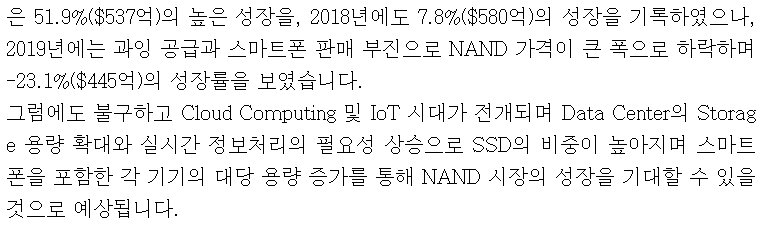 은 51.9%($537억)의 높은 성장을, 2018년에도 7.8%($580억)의 성장을 기록하였으나,
2019년에는 과잉 공급과 스마트폰 판매 부진으로 NAND 가격이 큰 폭으로 하락하며
-23.1%($445억)의 성장률을 보였습니다.
그럼에도 불구하고 Cloud Computing 및 IoT 시대가 전개되며 Data Center의 Storag
e 용량 확대와 실시간 정보처리의 필요성 상승으로 SSD의 비중이 높아지며 스마트
폰을 포함한 각 기기의 대당 용량 증가를 통해 NAND 시장의 성장을 기대할 수 있을
것으로 예상됩니다.